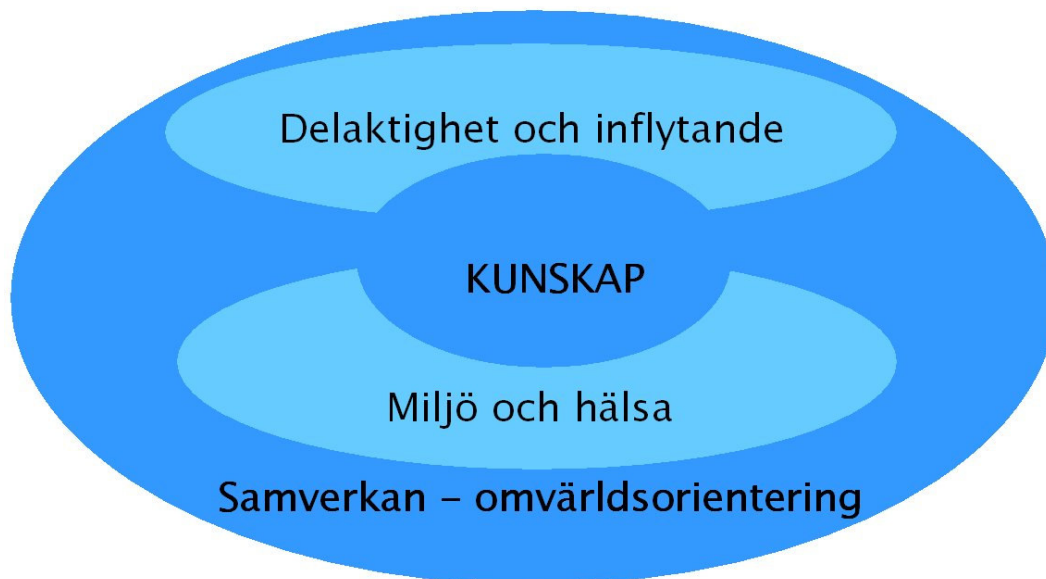 Delaktighet och inflytande
KUNSKAP
Miljö och hälsa
Samverkan – omvärldsorientering